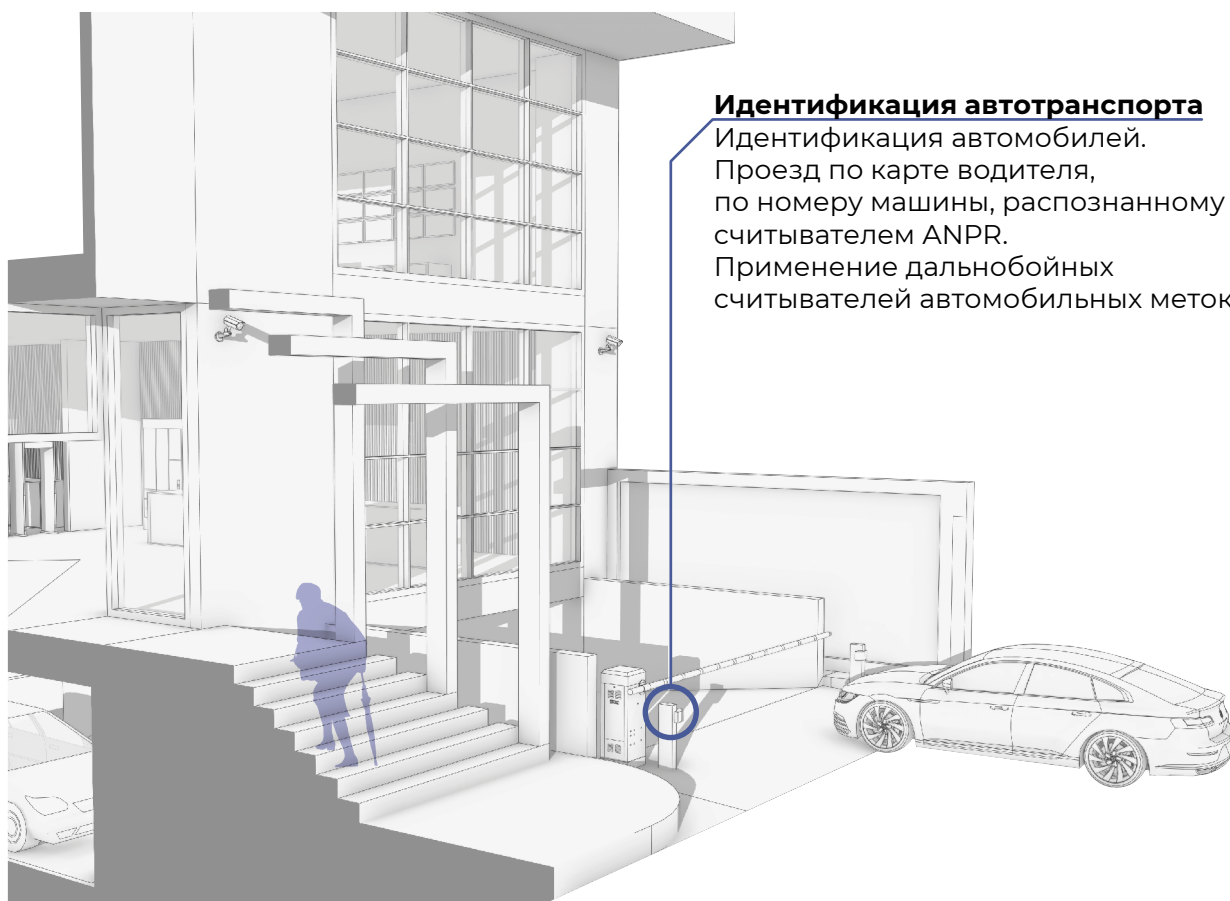 Идентификация автотранспорта
Идентификация автомобилей.
Проезд по карте водителя,
по номеру машины, распознанному
считывателем ANPR.
Применение дальнобойных
считывателей автомобильных меток